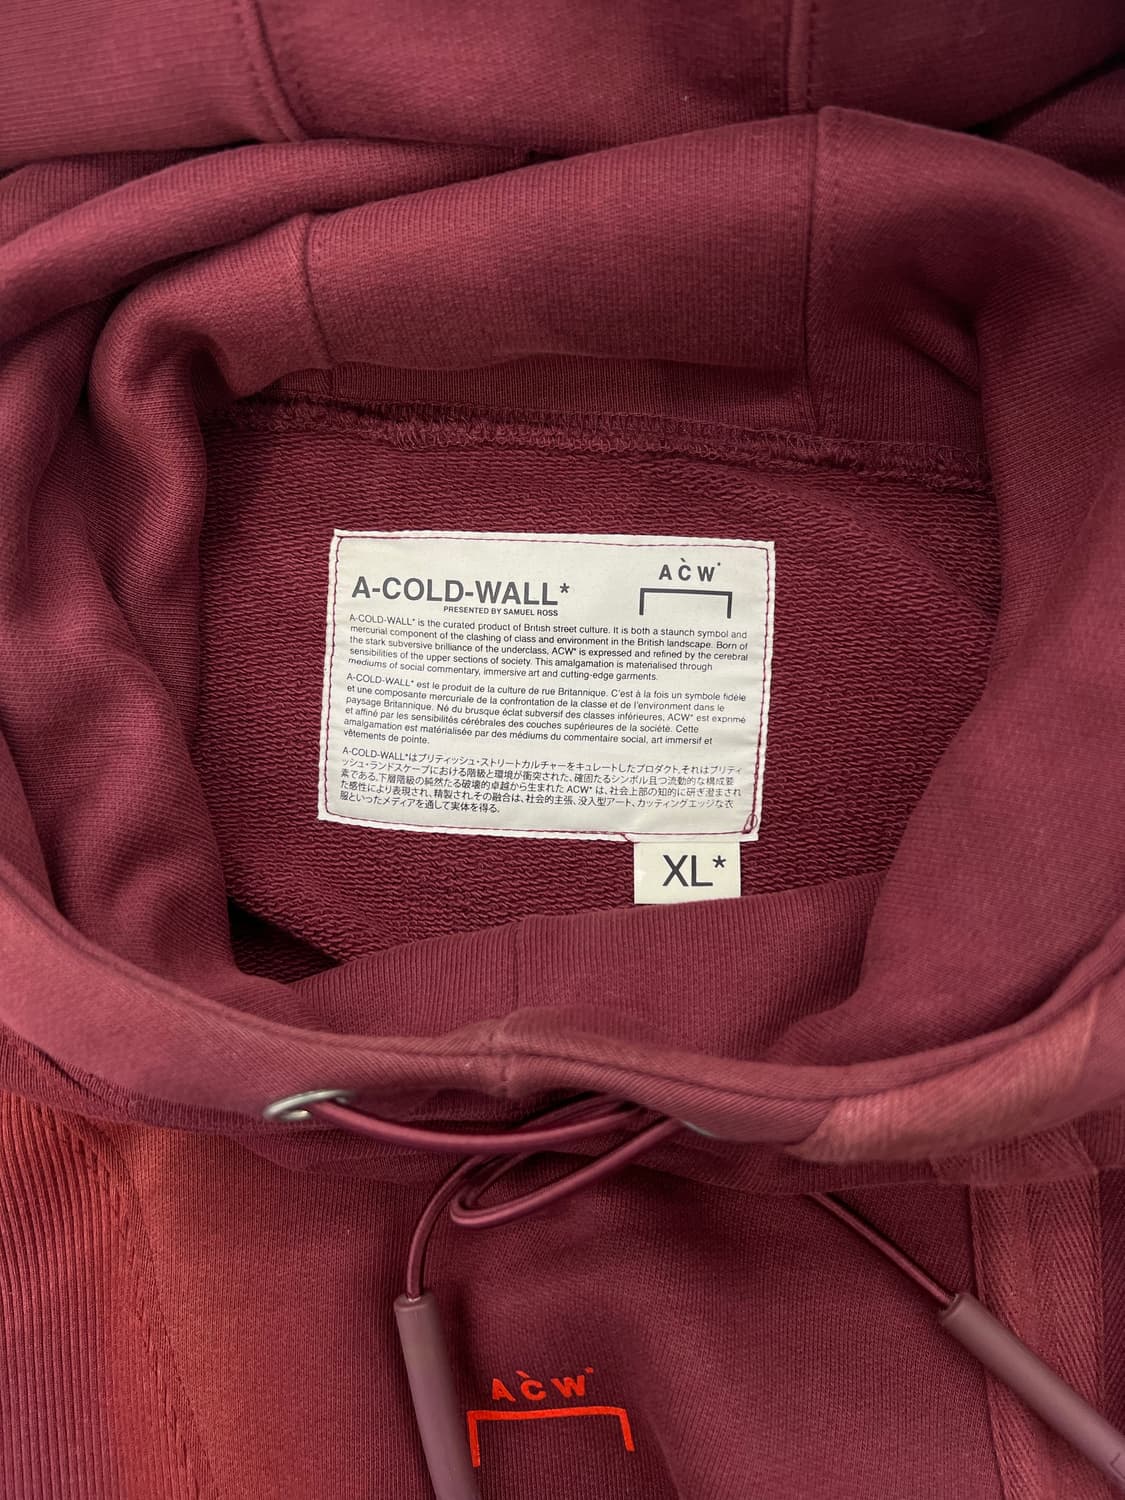 A-COLD-WALL*
PRESENTED BY SAMUEL ROSS
ACẀ*
A-COLD-WALL* is the curated product of British street culture. It is both a staunch symbol and
mercurial component of the clashing of class and environment in the British landscape. Born of
the stark subversive brilliance of the underclass, ACW* is expressed and refined by the cerebral
sensibilities of the upper sections of society. This amalgamation is materialised through
mediums of social commentary, immersive art and cutting-edge garments.
A-COLD-WALL* est le produit de la culture de rue Britannique. C'est à la fois un symbole fidèle
et une composante mercuriale de la confrontation de la classe et de l'environement dans le
paysage Britannique. Né du brusque éclat subversif des classes inférieures, ACW* est exprimé
et affiné par les sensibilités cérébrales des couches supérieures de la société. Cette
amalgamation est matérialisée par des médiums du commentaire social, art immersif et
vêtements de pointe.
A-COLD-WALL*はブリティッシュ・ストリートカルチャーをキュレートしたプロダクト.それはブリティ
ッシュ・ランドスケープにおける階級と環境が衝突された、確固たるシンボル且つ流動的な構成要
素である.下層階級の純然たる破壊的卓越から生まれた ACW* は、社会上部の知的に研ぎ澄まされ
た感性により表現され、精製され.その融合は、社会的主張、没入型アート、カッティングエッジな衣
服といったメディアを通して実体を得る.
XL*
AĊ̀W*